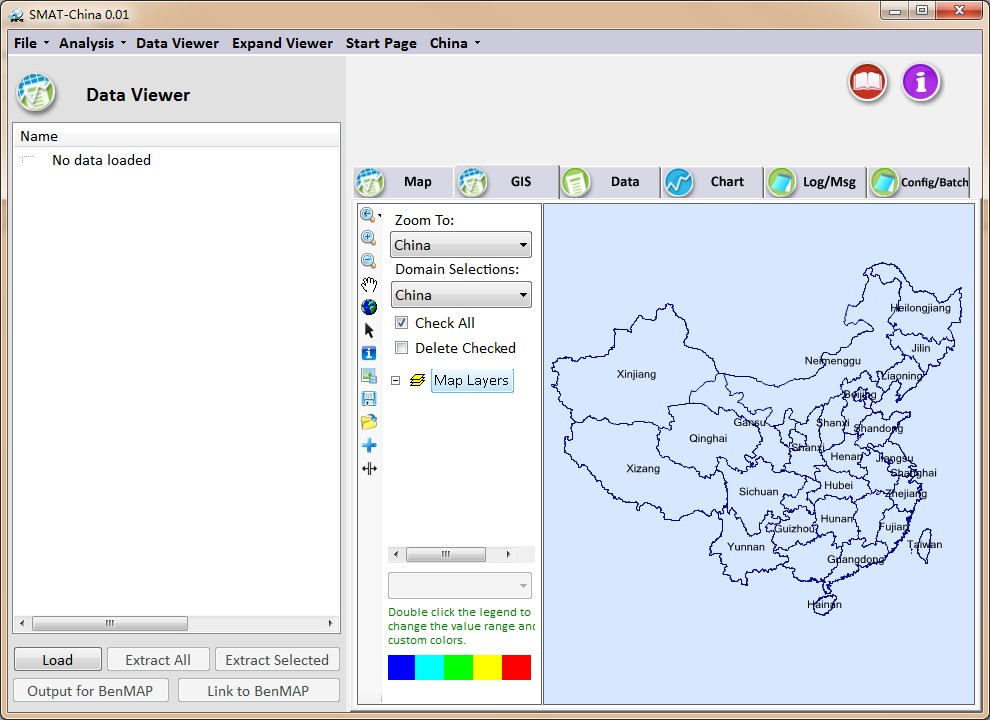 SMAT-China 0.01
File Analysis Data Viewer Expand Viewer Start Page China
Data Viewer
Name
No data loaded
Map GIS Data Chart Log/Msg Config/Batch
Zoom To:
China
Domain Selections:
China
Check All
Delete Checked
Map Layers
Double click the legend to
change the value range and
custom colors.
Heilongjiang
Jilin
Neimenggu
Liaoning
Xinjiang
Beijing
Gansu
Shanxi
Shandong
Qinghai
Shanxi
Henan
Jiangsu
Xizang
Shanghai
Sichuan
Hubei
Zhejiang
Hunan
Guizhou
Fujian
Yunnan
Taiwan
Guangdong
Hainan
Load Extract All Extract Selected
Output for BenMAP Link to BenMAP